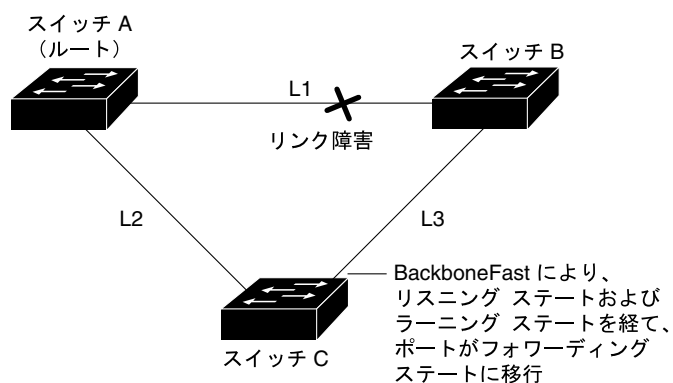 スイッチ A
（ルート）
スイッチ B
L1
リンク障害
L2
L3
BackboneFast により、
リスニング ステートおよび
ラーニング ステートを経て、
ポートがフォワーディング
ステートに移行
スイッチ C